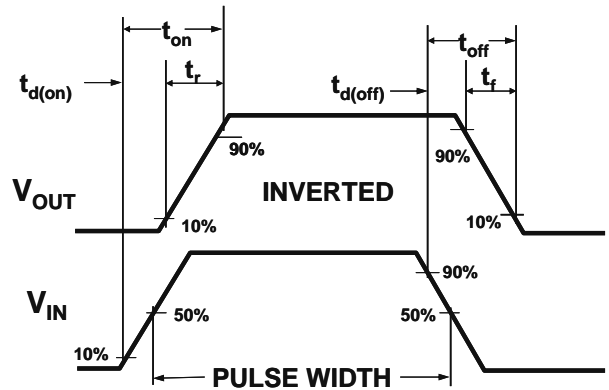 t_on
t_off
t_d(on)
t_r
t_d(off)
t_f
90%
90%
V_OUT
INVERTED
10%
10%
90%
V_IN
50%
50%
10%
PULSE WIDTH